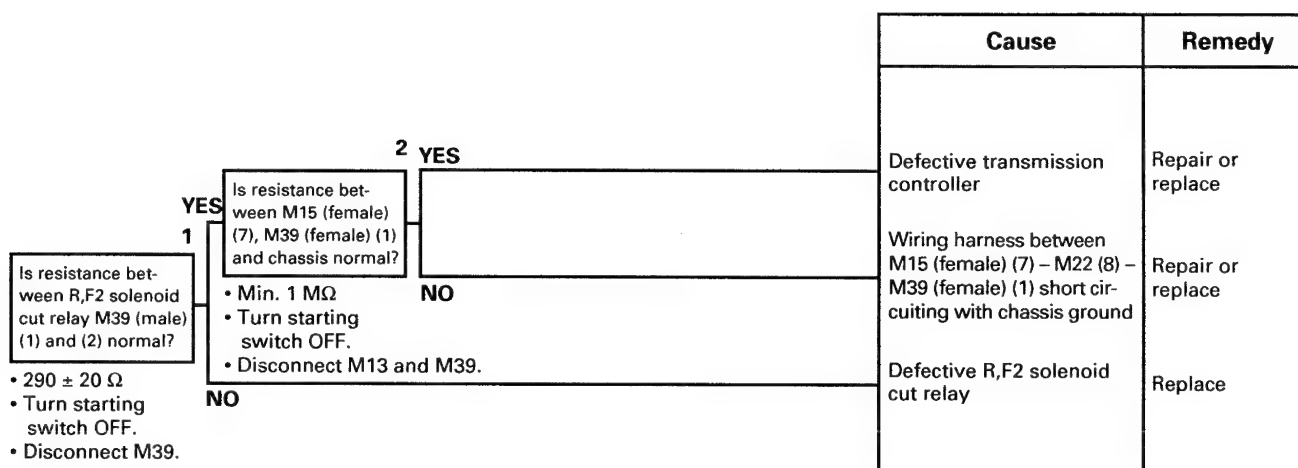 Cause
Remedy
2 YES
Defective transmission
controller
Repair or
replace
YES
1
Is resistance bet-
ween M15 (female)
(7), M39 (female) (1)
and chassis normal?
Wiring harness between
M15 (female) (7) – M22 (8) –
M39 (female) (1) short cir-
cuiting with chassis ground
Repair or
replace
Is resistance bet-
ween R,F2 solenoid
cut relay M39 (male)
(1) and (2) normal?
NO
• Min. 1 MΩ
• Turn starting
switch OFF.
• Disconnect M13 and M39.
Defective R,F2 solenoid
cut relay
Replace
NO
• 290 ± 20 Ω
• Turn starting
switch OFF.
• Disconnect M39.